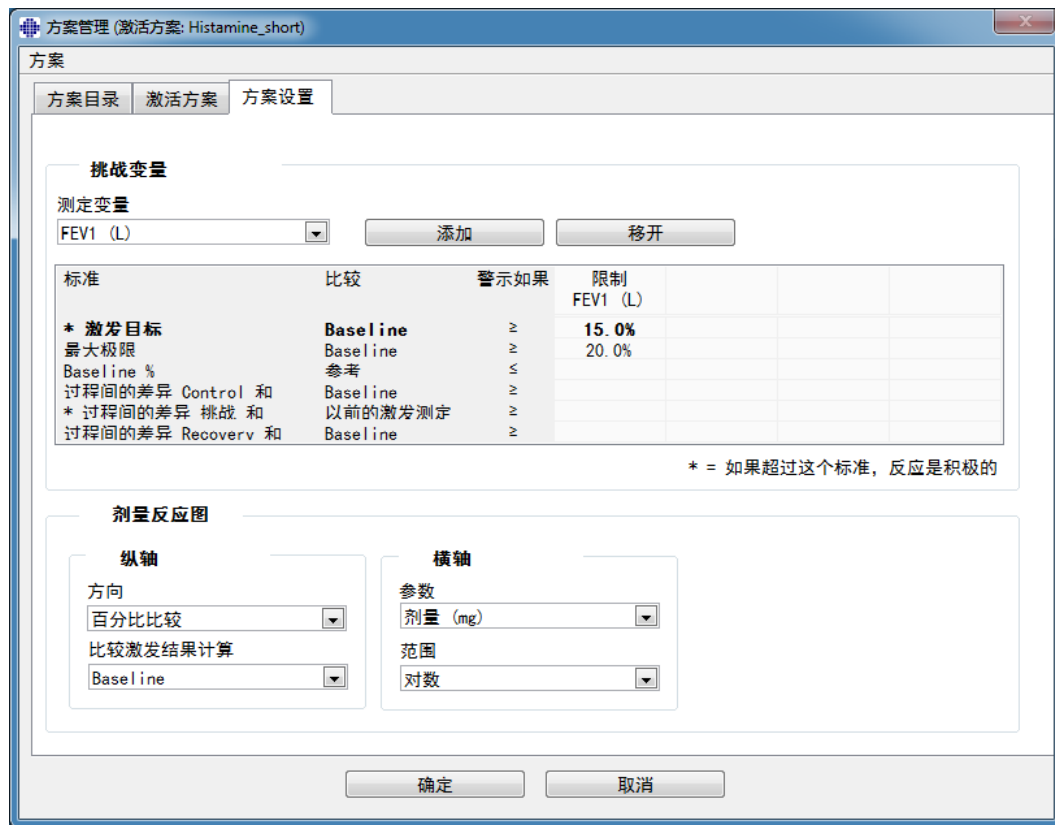 方案管理 (激活方案: Histamine_short)
方案
方案目录 激活方案 方案设置
挑战变量
测定变量
FEV1 (L) 添加 移开
标准 比较 警示如果 限制
FEV1 (L)
* 激发目标 Baseline ≥ 15.0%
最大极限 Baseline ≥ 20.0%
Baseline % 参考 ≤
过程间的差异 Control 和 Baseline ≥
* 过程间的差异 挑战 和 以前的激发测定 ≥
过程间的差异 Recovery 和 Baseline ≥
* = 如果超过这个标准, 反应是积极的
剂量反应图
纵轴 横轴
方向 参数
百分比比较 剂量 (mg)
比较激发结果计算 范围
Baseline 对数
确定 取消